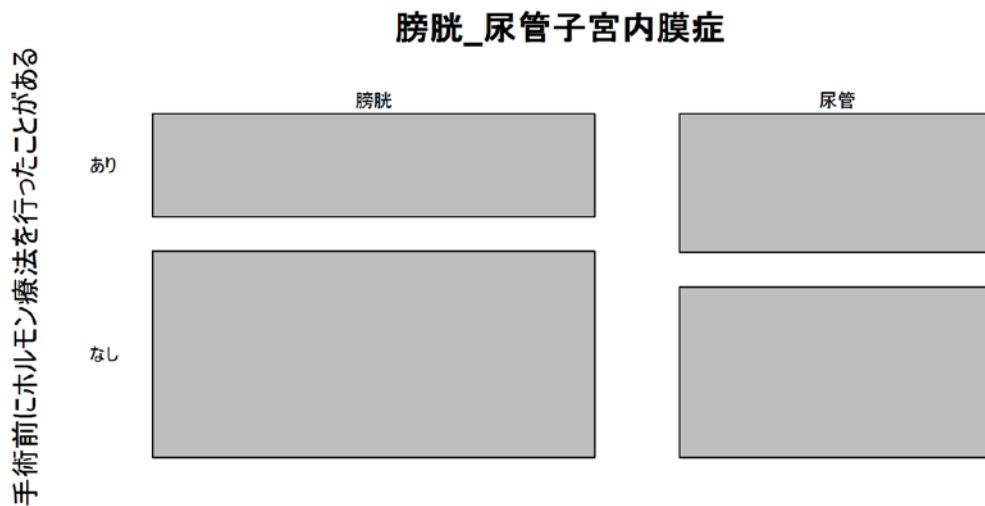 膀胱_尿管子宮内膜症
手術前にホルモン療法を行ったことがある
膀胱
尿管
あり
なし